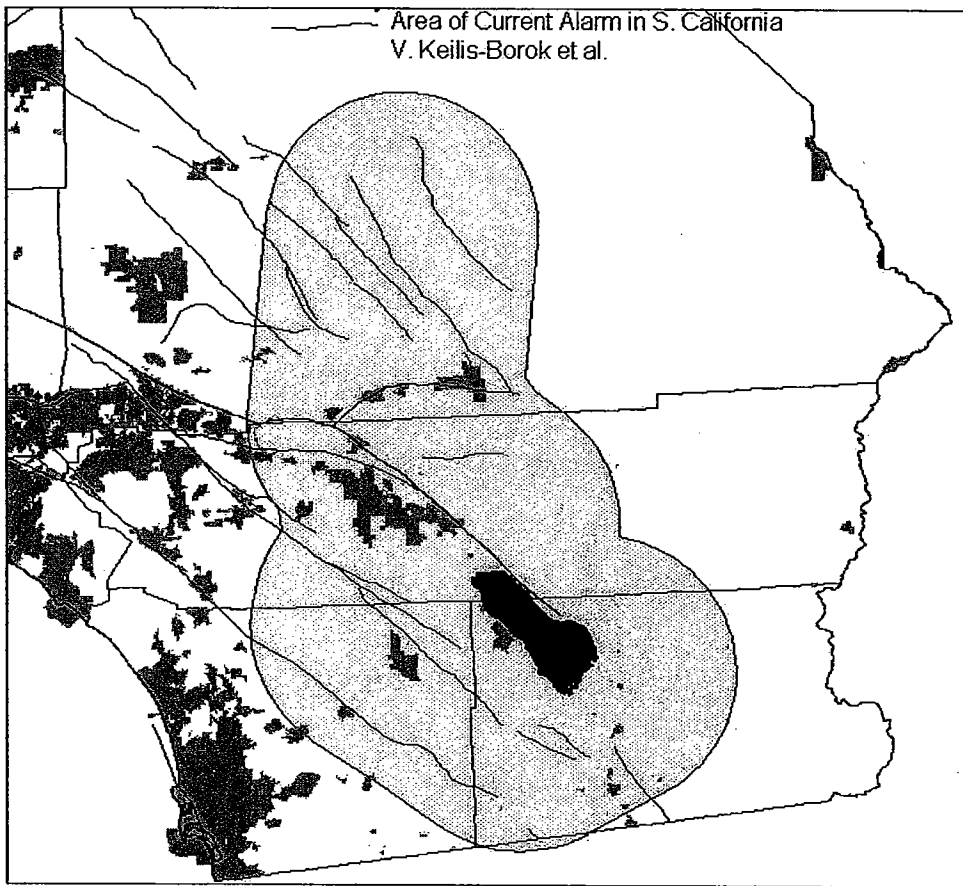 Area of Current Alarm in S. California
V. Keilis-Borok et al.